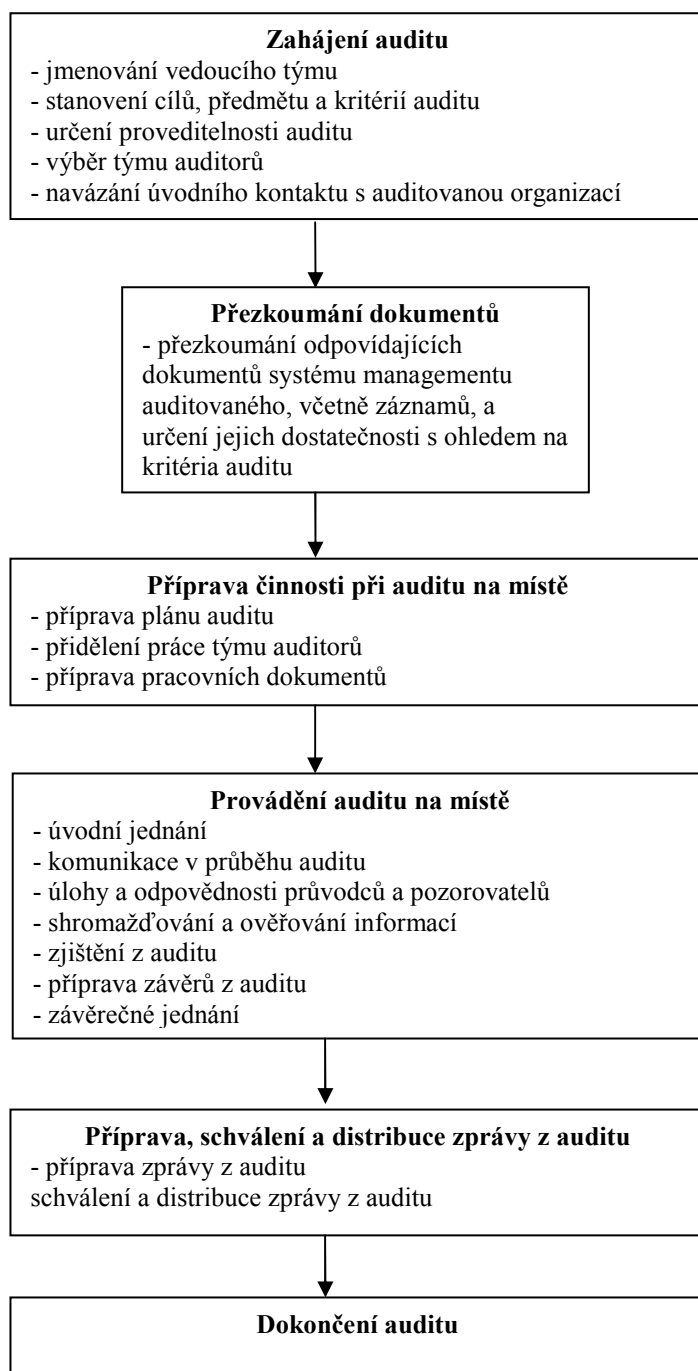 Zahájení auditu
- jmenování vedoucího týmu
- stanovení cílů, předmětu a kritérií auditu
- určení proveditelnosti auditu
- výběr týmu auditorů
- navázání úvodního kontaktu s auditovanou organizací
Přezkoumání dokumentů
- přezkoumání odpovídajících
dokumentů systému managementu
auditovaného, včetně záznamů, a
určení jejich dostatečnosti s ohledem na
kritéria auditu
Příprava činnosti při auditu na místě
- příprava plánu auditu
- přidělení práce týmu auditorů
- příprava pracovních dokumentů
Provádění auditu na místě
- úvodní jednání
- komunikace v průběhu auditu
- úlohy a odpovědnosti průvodců a pozorovatelů
- shromažďování a ověřování informací
- zjištění z auditu
- příprava závěrů z auditu
- závěrečné jednání
Příprava, schválení a distribuce zprávy z auditu
- příprava zprávy z auditu
schválení a distribuce zprávy z auditu
Dokončení auditu